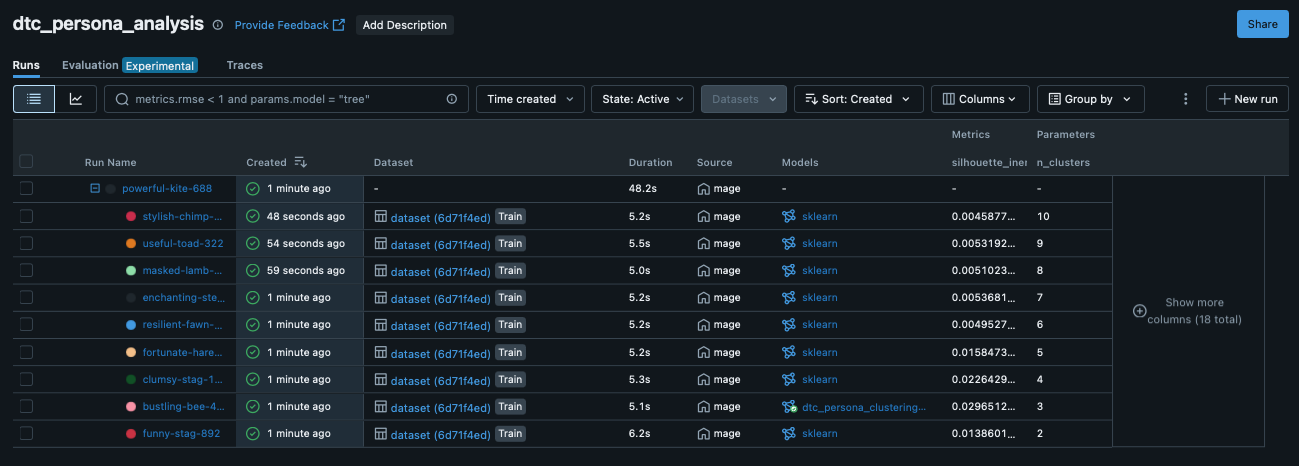 dtc_persona_analysis Provide Feedback Add Description Share
Runs Evaluation Experimental Traces
metrics.rmse < 1 and params.model = "tree" Time created State: Active Datasets Sort: Created Columns Group by New run
Metrics Parameters
Run Name Created Dataset Duration Source Models silhouette_iner n_clusters
powerful-kite-688 1 minute ago - 48.2s mage - - -
stylish-chimp-... 48 seconds ago dataset (6d71f4ed) Train 5.2s mage sklearn 0.0045877... 10
useful-toad-322 54 seconds ago dataset (6d71f4ed) Train 5.5s mage sklearn 0.0053192... 9
masked-lamb-... 59 seconds ago dataset (6d71f4ed) Train 5.0s mage sklearn 0.0051023... 8
enchanting-ste... 1 minute ago dataset (6d71f4ed) Train 5.2s mage sklearn 0.0053681... 7
resilient-fawn-... 1 minute ago dataset (6d71f4ed) Train 5.2s mage sklearn 0.0049527... 6
fortunate-hare... 1 minute ago dataset (6d71f4ed) Train 5.2s mage sklearn 0.0158473... 5
clumsy-stag-1... 1 minute ago dataset (6d71f4ed) Train 5.3s mage sklearn 0.0226429... 4
bustling-bee-4... 1 minute ago dataset (6d71f4ed) Train 5.1s mage dtc_persona_clustering... 0.0296512... 3
funny-stag-892 1 minute ago dataset (6d71f4ed) Train 6.2s mage sklearn 0.0138601... 2
Show more
columns (18 total)